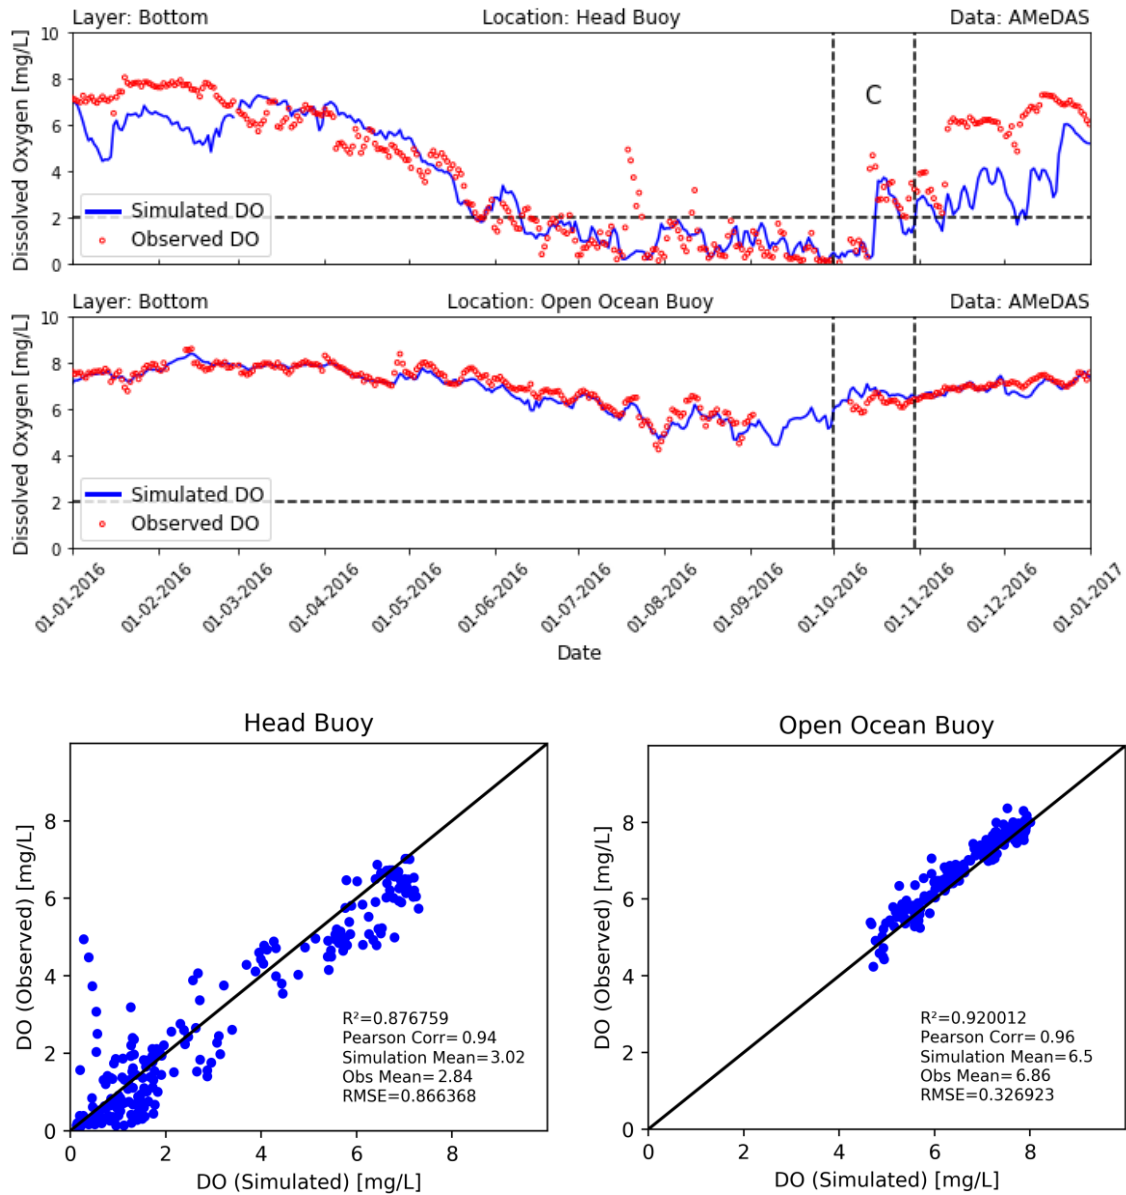 Layer: Bottom Location: Head Buoy Data: AMeDAS
Dissolved Oxygen [mg/L]
10
8
6
4
2
0
C
Simulated DO
Observed DO
Layer: Bottom Location: Open Ocean Buoy Data: AMeDAS
Dissolved Oxygen [mg/L]
10
8
6
4
2
0
Simulated DO
Observed DO
01-01-2016 01-02-2016 01-03-2016 01-04-2016 01-05-2016 01-06-2016 01-07-2016 01-08-2016 01-09-2016 01-10-2016 01-11-2016 01-12-2016 01-01-2017
Date
Head Buoy
DO (Observed) [mg/L]
8
6
4
2
0
R²=0.876759
Pearson Corr= 0.94
Simulation Mean=3.02
Obs Mean=2.84
RMSE=0.866368
0 2 4 6 8
DO (Simulated) [mg/L]
Open Ocean Buoy
DO (Observed) [mg/L]
8
6
4
2
0
R²=0.920012
Pearson Corr= 0.96
Simulation Mean=6.5
Obs Mean=6.86
RMSE=0.326923
0 2 4 6 8
DO (Simulated) [mg/L]